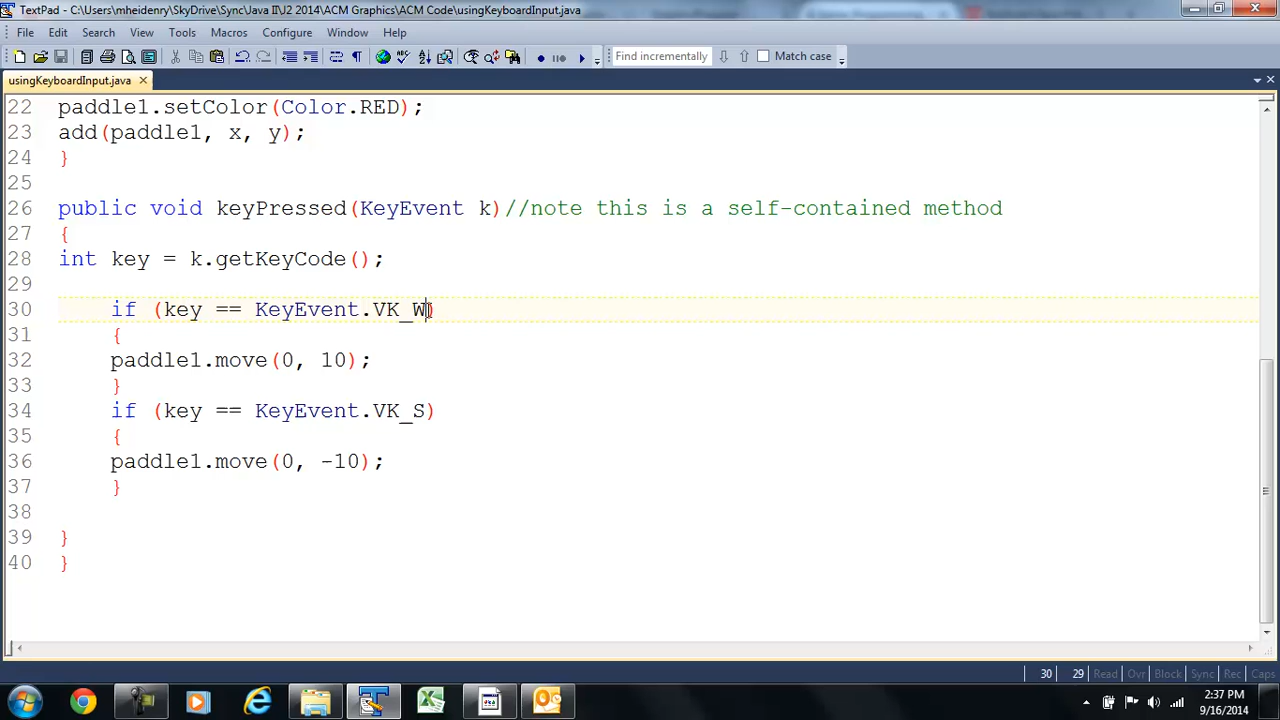 TextPad - C:\Users\mheidenry\SkyDrive\Sync\Java II\U2 2014\ACM Graphics\ACM Code\usingKeyboardInput.java
File Edit Search View Tools Macros Configure Window Help
Find incrementally Match case
usingKeyboardInput.java
22 paddle1.setColor(Color.RED);
23 add(paddle1, x, y);
24 }
25
26 public void keyPressed(KeyEvent k)//note this is a self-contained method
27 {
28 int key = k.getKeyCode();
29
30 if (key == KeyEvent.VK_W)
31 {
32 paddle1.move(0, 10);
33 }
34 if (key == KeyEvent.VK_S)
35 {
36 paddle1.move(0, -10);
37 }
38
39 }
40 }
30 29 Read Ovr Block Sync Rec Caps
2:37 PM
9/16/2014